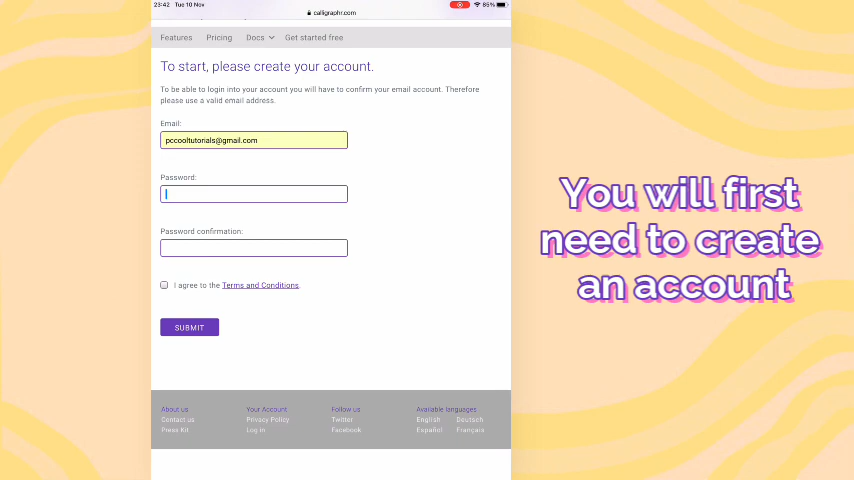 23:42 Tue 10 Nov
85%
calligraphr.com
Features Pricing Docs Get started free
To start, please create your account.
To be able to login into your account you will have to confirm your email account. Therefore
please use a valid email address.
Email:
pccooltutorials@gmail.com
Password:
Password confirmation:
I agree to the Terms and Conditions.
SUBMIT
You will first
need to create
an account
About us Your Account Follow us Available languages
Contact us Privacy Policy Twitter English Deutsch
Press Kit Log in Facebook Español Français